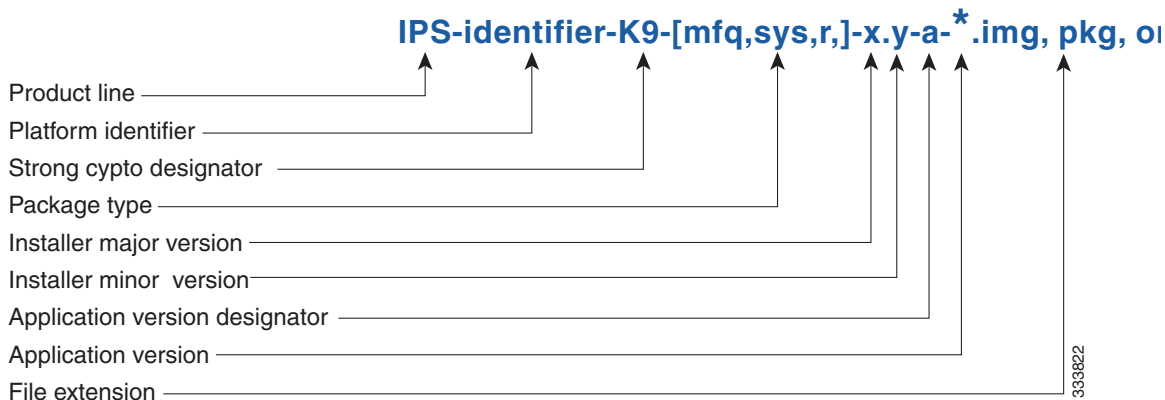 IPS-identifier-K9-[mfq,sys,r,]-x.y-a-*.img, pkg, or
Product line
Platform identifier
Strong cypto designator
Package type
Installer major version
Installer minor version
Application version designator
Application version
File extension
333822